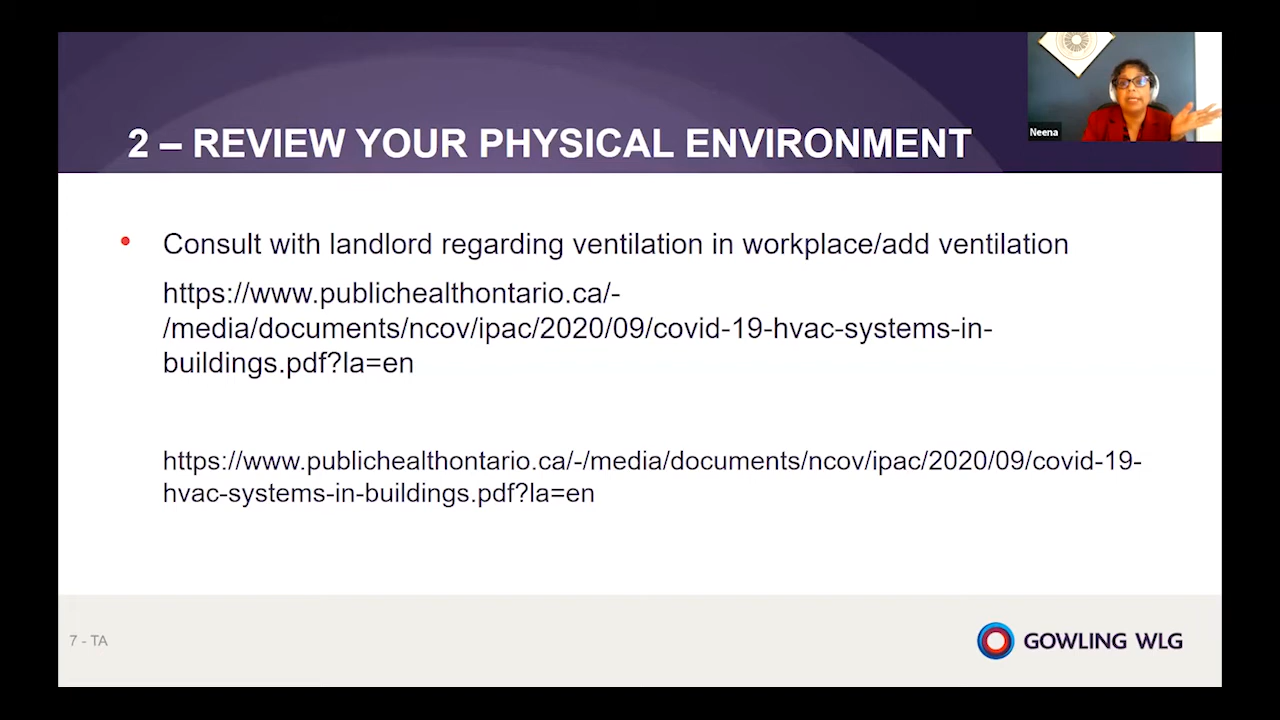 2 – REVIEW YOUR PHYSICAL ENVIRONMENT
Neena
• Consult with landlord regarding ventilation in workplace/add ventilation
https://www.publichealthontario.ca/-
/media/documents/ncov/ipac/2020/09/covid-19-hvac-systems-in-
buildings.pdf?la=en
https://www.publichealthontario.ca/-/media/documents/ncov/ipac/2020/09/covid-19-
hvac-systems-in-buildings.pdf?la=en
7 - TA
GOWLING WLG